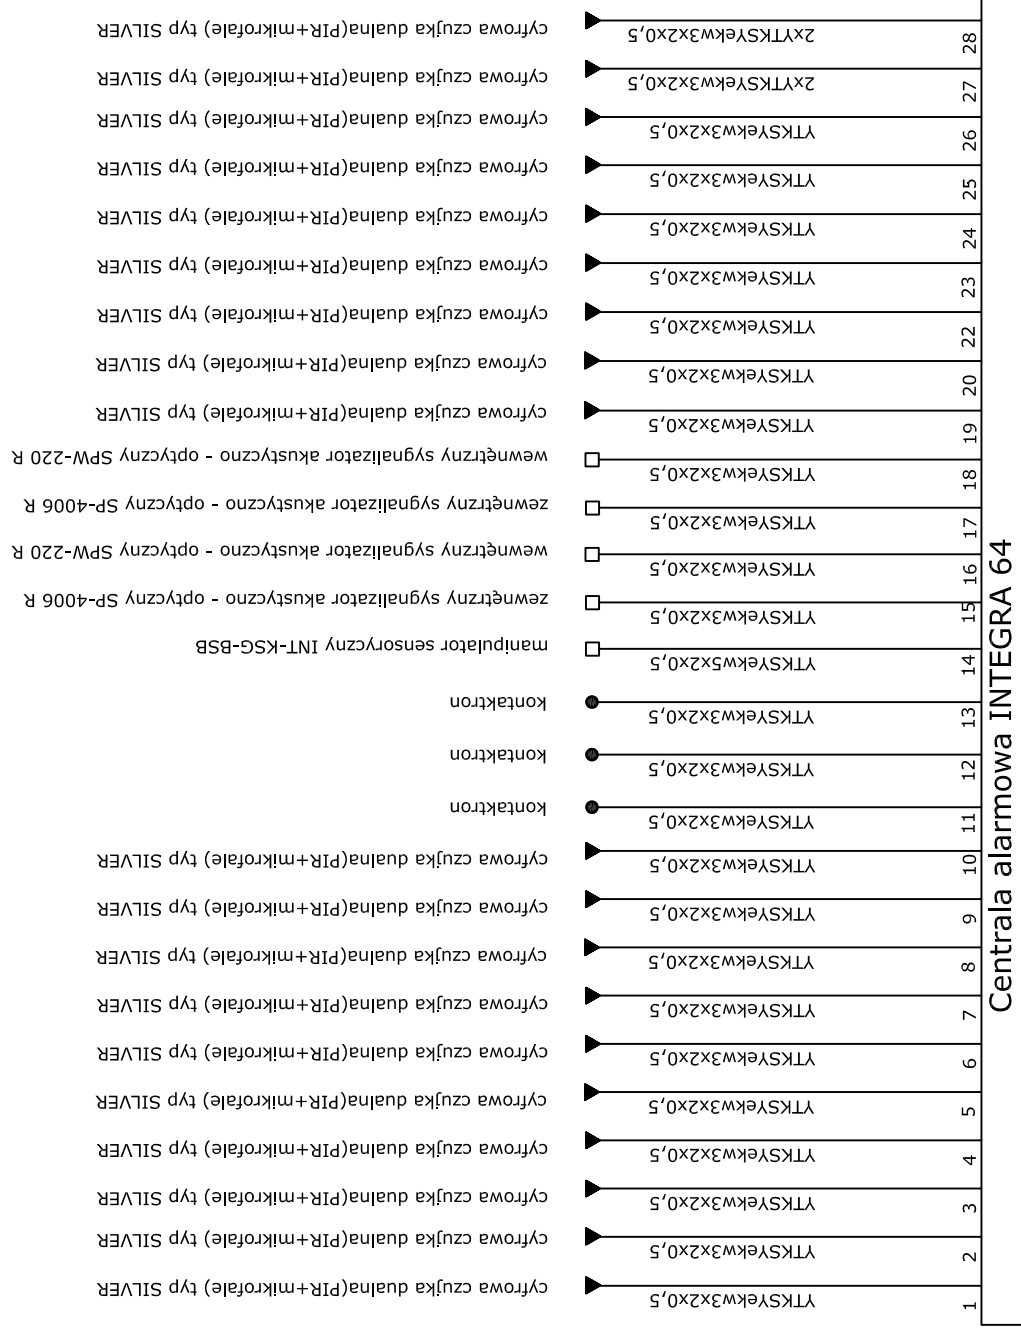 Centrala alarmowa INTEGRA 64
1 YTKSYekw3x2x0,5 cyfrowa czujka dualna(PIR+mikrofale) typ SILVER
2 YTKSYekw3x2x0,5 cyfrowa czujka dualna(PIR+mikrofale) typ SILVER
3 YTKSYekw3x2x0,5 cyfrowa czujka dualna(PIR+mikrofale) typ SILVER
4 YTKSYekw3x2x0,5 cyfrowa czujka dualna(PIR+mikrofale) typ SILVER
5 YTKSYekw3x2x0,5 cyfrowa czujka dualna(PIR+mikrofale) typ SILVER
6 YTKSYekw3x2x0,5 cyfrowa czujka dualna(PIR+mikrofale) typ SILVER
7 YTKSYekw3x2x0,5 cyfrowa czujka dualna(PIR+mikrofale) typ SILVER
8 YTKSYekw3x2x0,5 cyfrowa czujka dualna(PIR+mikrofale) typ SILVER
9 YTKSYekw3x2x0,5 cyfrowa czujka dualna(PIR+mikrofale) typ SILVER
10 YTKSYekw3x2x0,5 cyfrowa czujka dualna(PIR+mikrofale) typ SILVER
11 YTKSYekw3x2x0,5 kontaktron
12 YTKSYekw3x2x0,5 kontaktron
13 YTKSYekw3x2x0,5 kontaktron
14 YTKSYekw5x2x0,5 manipulator sensoryczny INT-KSG-BSB
15 YTKSYekw3x2x0,5 zewnętrzny sygnalizator akustyczno - optyczny SP-4006 R
16 YTKSYekw3x2x0,5 wewnętrzny sygnalizator akustyczno - optyczny SPW-220 R
17 YTKSYekw3x2x0,5 zewnętrzny sygnalizator akustyczno - optyczny SP-4006 R
18 YTKSYekw3x2x0,5 wewnętrzny sygnalizator akustyczno - optyczny SPW-220 R
19 YTKSYekw3x2x0,5 cyfrowa czujka dualna(PIR+mikrofale) typ SILVER
20 YTKSYekw3x2x0,5 cyfrowa czujka dualna(PIR+mikrofale) typ SILVER
22 YTKSYekw3x2x0,5 cyfrowa czujka dualna(PIR+mikrofale) typ SILVER
23 YTKSYekw3x2x0,5 cyfrowa czujka dualna(PIR+mikrofale) typ SILVER
24 YTKSYekw3x2x0,5 cyfrowa czujka dualna(PIR+mikrofale) typ SILVER
25 YTKSYekw3x2x0,5 cyfrowa czujka dualna(PIR+mikrofale) typ SILVER
26 YTKSYekw3x2x0,5 cyfrowa czujka dualna(PIR+mikrofale) typ SILVER
27 2xYTKSYekw3x2x0,5 cyfrowa czujka dualna(PIR+mikrofale) typ SILVER
28 2xYTKSYekw3x2x0,5 cyfrowa czujka dualna(PIR+mikrofale) typ SILVER